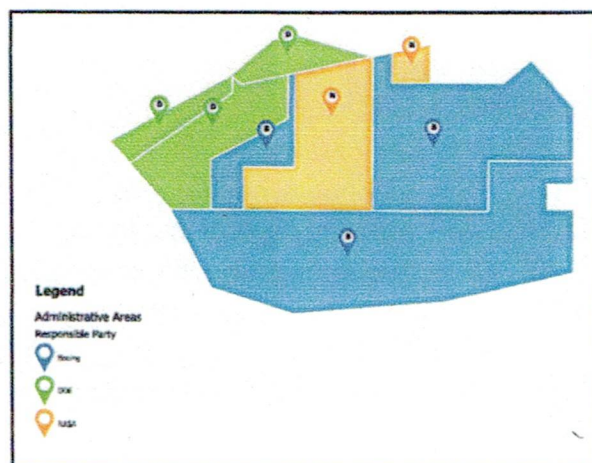 D
N
D
D
N
B
B
B
Legend
Administrative Areas
Responsible Party
Boeing
DOE
NASA